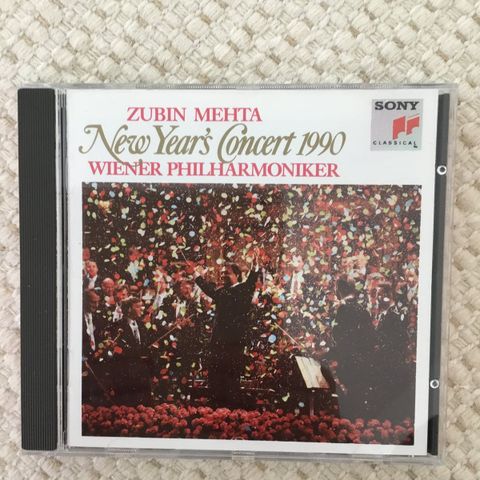 ZUBIN MEHTA
New Year's Concert 1990
WIENER PHILHARMONIKER
SONY
CLASSICAL